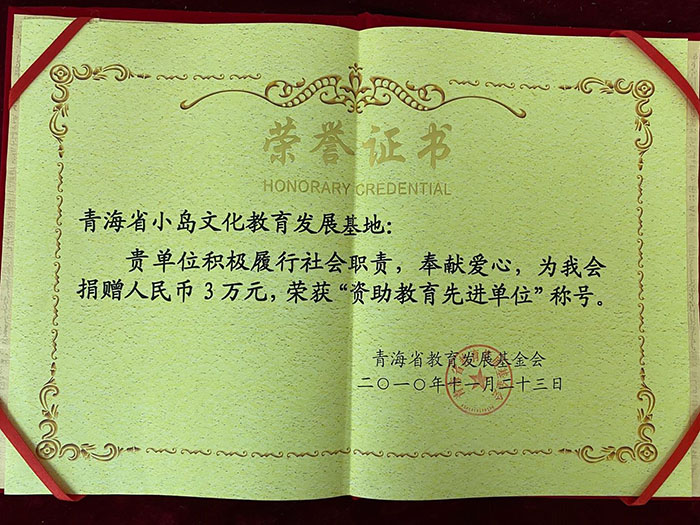 荣誉证书
HONORARY CREDENTIAL
青海省小岛文化教育发展基地：
贵单位积极履行社会职责，奉献爱心，为我会
捐赠人民币3万元，荣获“资助教育先进单位”称号。
青海省教育发展基金会
二〇一〇年十一月二十三日